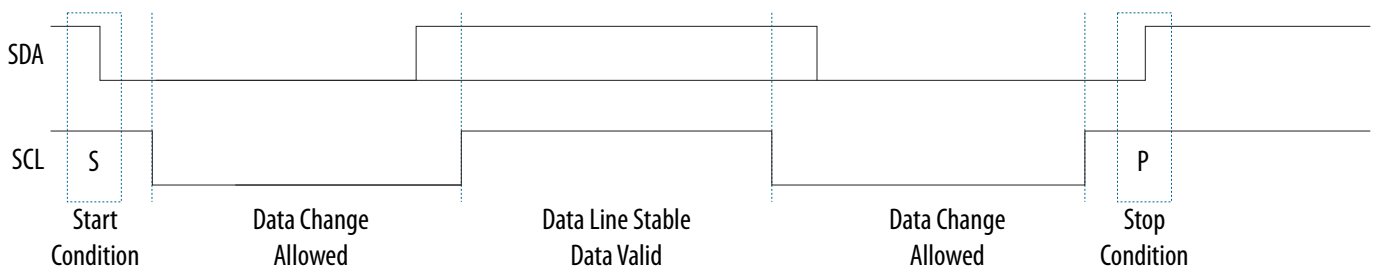 SDA
SCL
S
P
Start
Condition
Data Change
Allowed
Data Line Stable
Data Valid
Data Change
Allowed
Stop
Condition